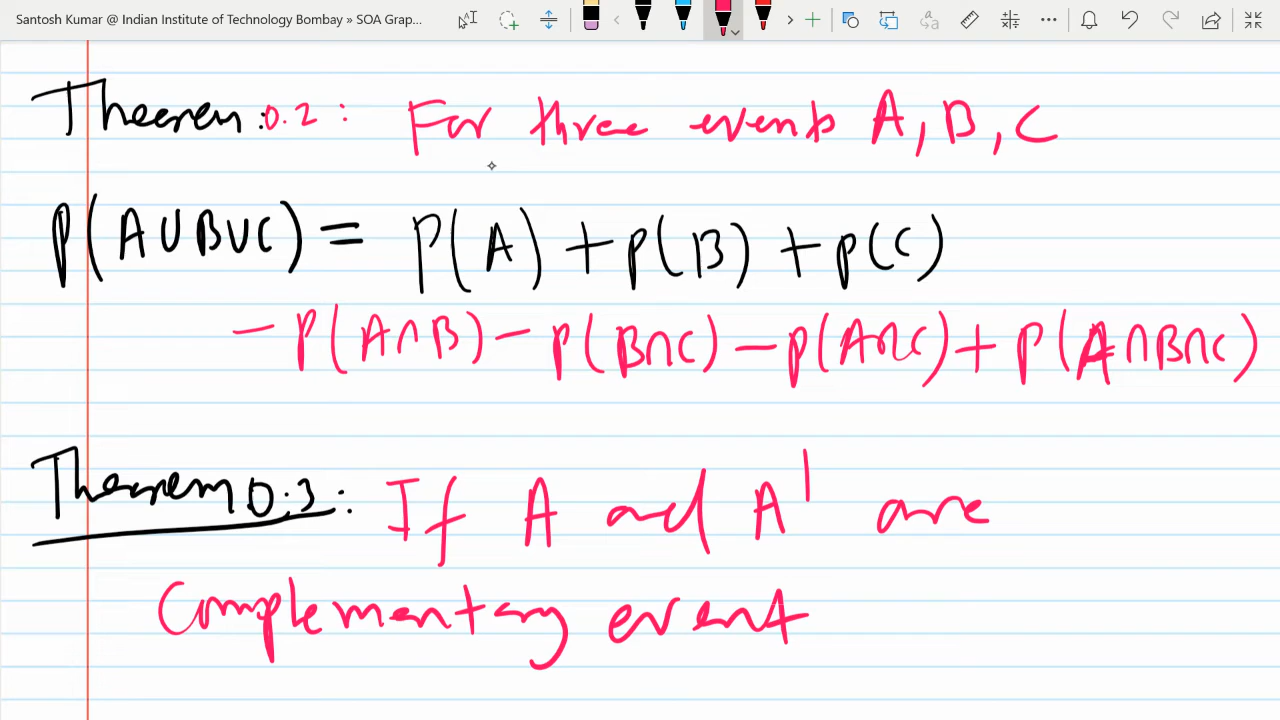 Santosh Kumar @ Indian Institute of Technology Bombay » SOA Grap...
Theorem 0.2: For three events A, B, C
P(A∪B∪C) = P(A) + P(B) + P(C)
- P(A∩B) - P(B∩C) - P(A∩C) + P(A∩B∩C)
Theorem 0.3: If A and A' are
Complementary event